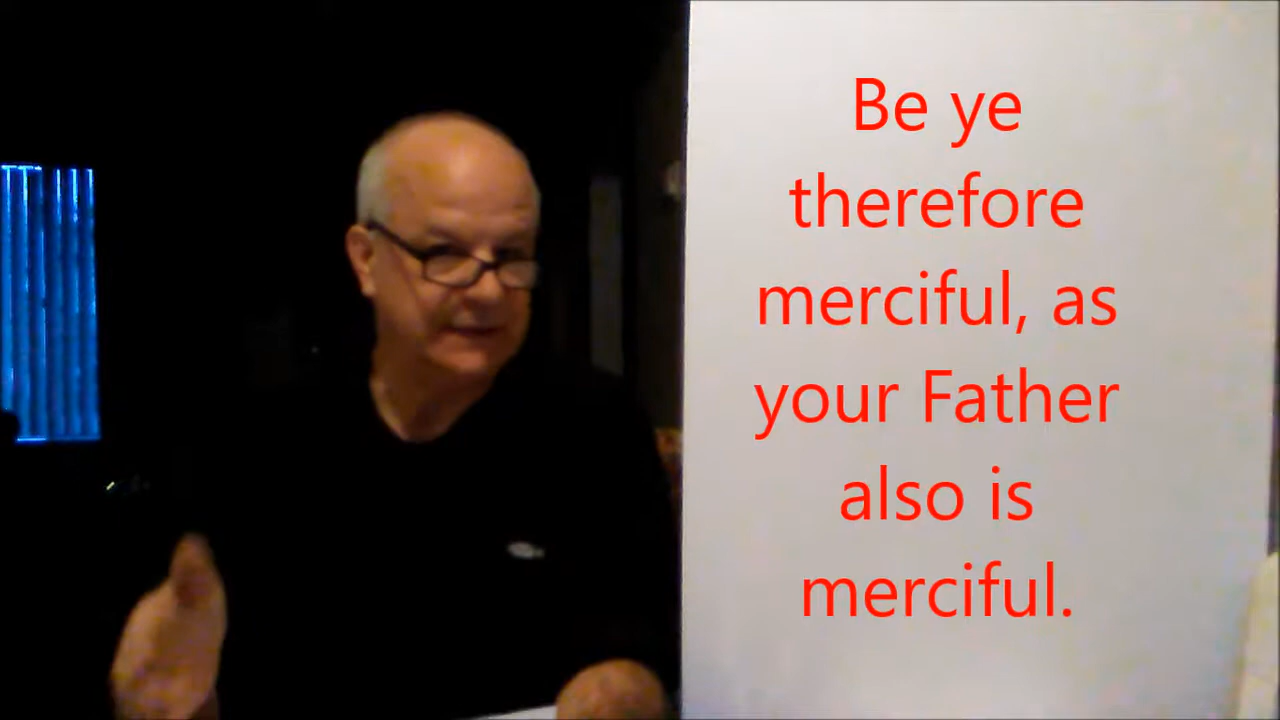 Be ye
therefore
merciful, as
your Father
also is
merciful.